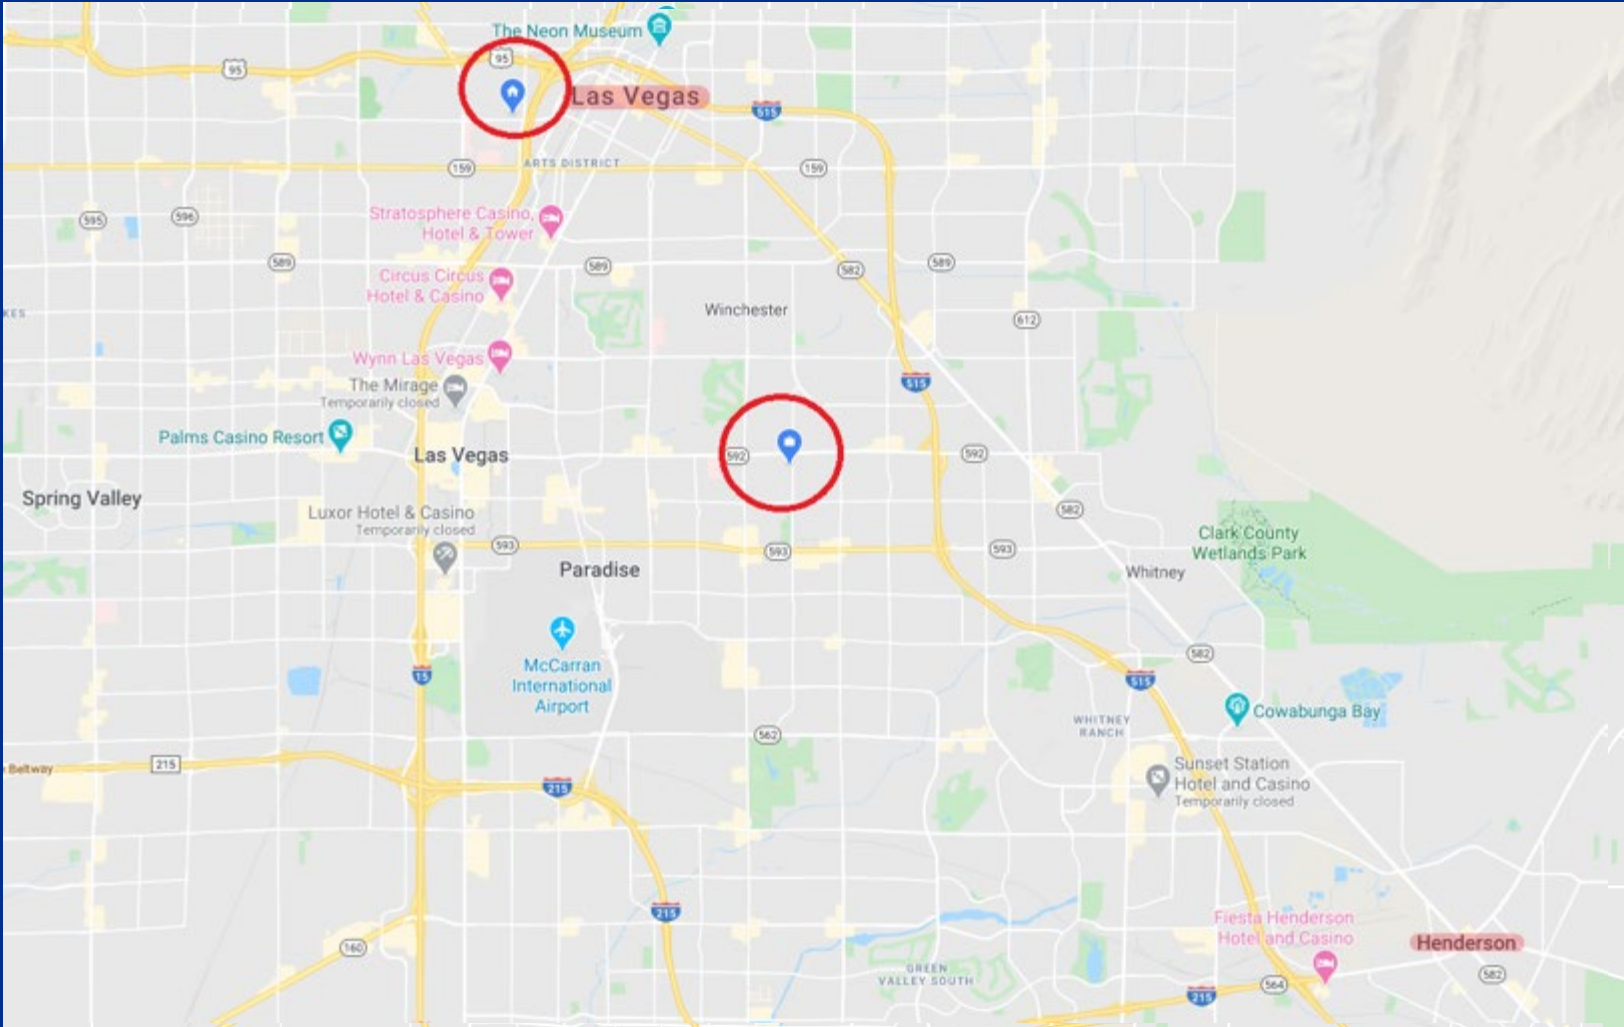 The Neon Museum
95
95
Las Vegas
515
159
ARTS DISTRICT
159
595
596
Stratosphere Casino,
Hotel & Tower
589
589
582
589
Circus Circus
Hotel & Casino
KES
Winchester
612
Wynn Las Vegas
The Mirage
Temporarily closed
515
Palms Casino Resort
Las Vegas
592
592
Spring Valley
Luxor Hotel & Casino
Temporarily closed
582
593
593
593
Clark County
Wetlands Park
Paradise
Whitney
McCarran
International
Airport
582
15
515
Cowabunga Bay
WHITNEY
RANCH
562
Beltway
215
215
Sunset Station
Hotel and Casino
Temporarily closed
215
Fiesta Henderson
Hotel and Casino
Henderson
160
GREEN
VALLEY SOUTH
582
564
215